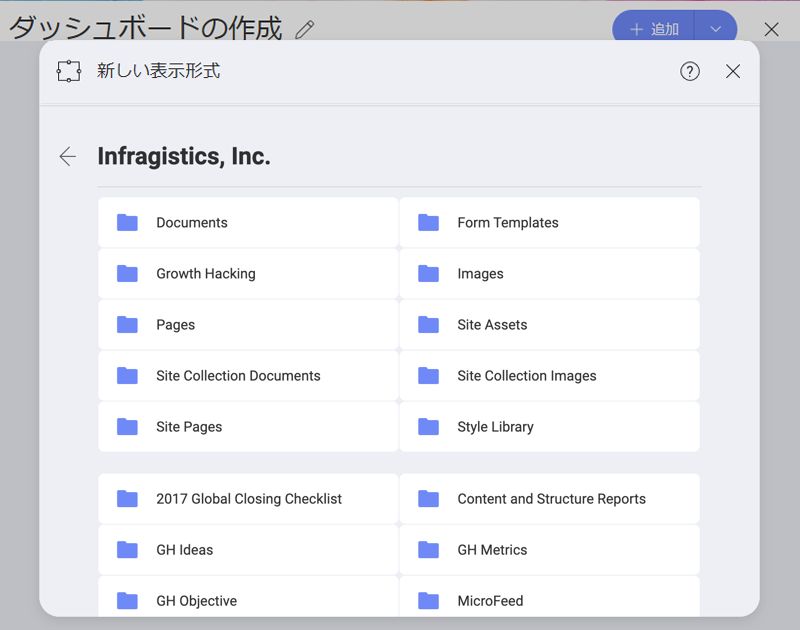 ダッシュボードの作成
追加
新しい表示形式
Infragistics, Inc.
Documents
Form Templates
Growth Hacking
Images
Pages
Site Assets
Site Collection Documents
Site Collection Images
Site Pages
Style Library
2017 Global Closing Checklist
Content and Structure Reports
GH Ideas
GH Metrics
GH Objective
MicroFeed